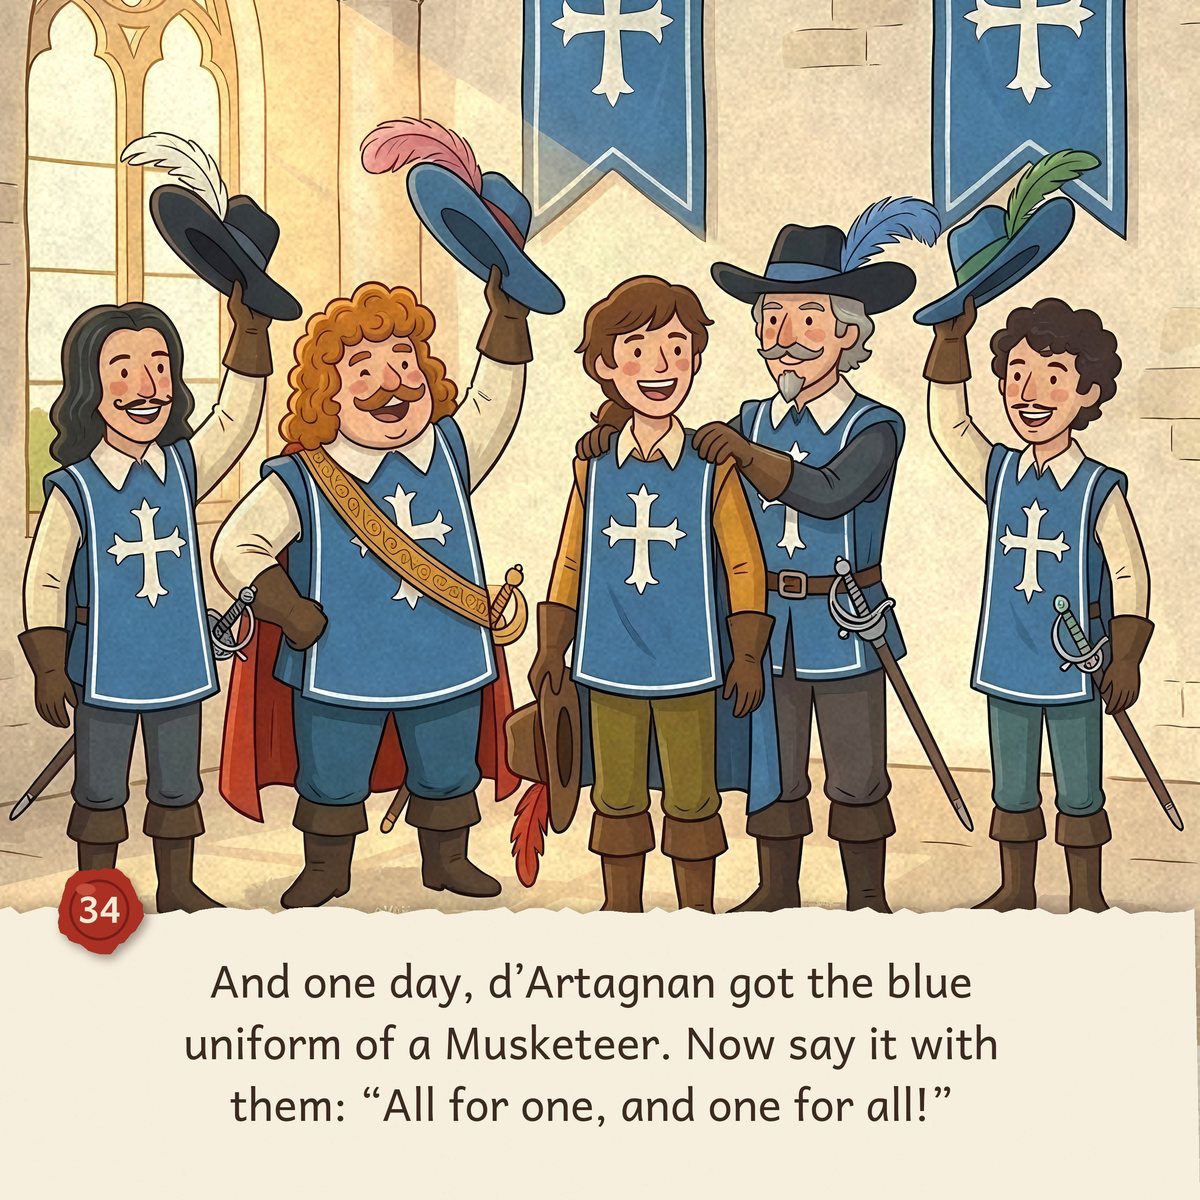 34
And one day, d’Artagnan got the blue
uniform of a Musketeer. Now say it with
them: “All for one, and one for all!”